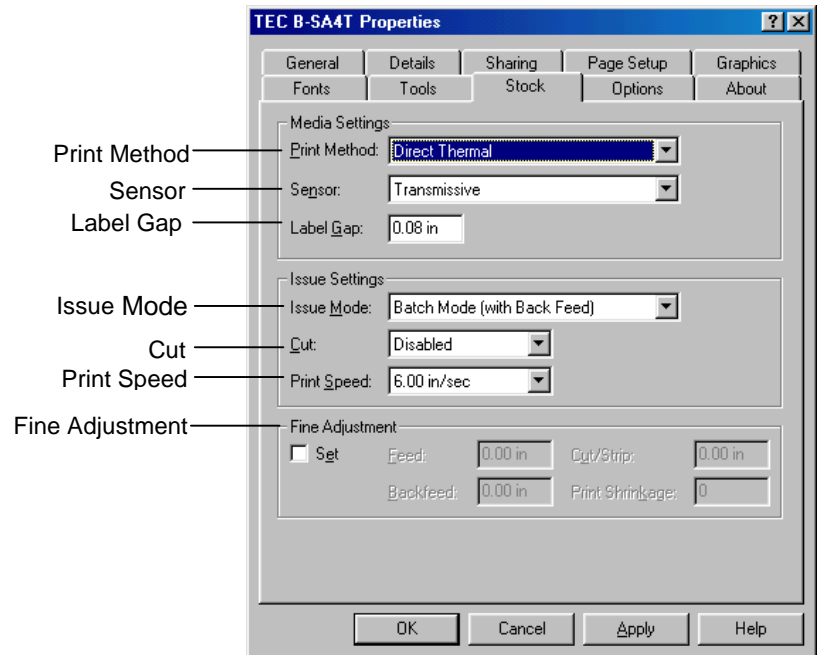 TEC B-SA4T Properties
General Details Sharing Page Setup Graphics
Fonts Tools Stock Options About
Media Settings
Print Method Print Method: Direct Thermal
Sensor Sensor: Transmissive
Label Gap Label Gap: 0.08 in
Issue Settings
Issue Mode Issue Mode: Batch Mode (with Back Feed)
Cut Cut: Disabled
Print Speed Print Speed: 6.00 in/sec
Fine Adjustment Fine Adjustment
Set Feed: 0.00 in Cut/Strip: 0.00 in
Backfeed: 0.00 in Print Shrinkage: 0
OK Cancel Apply Help